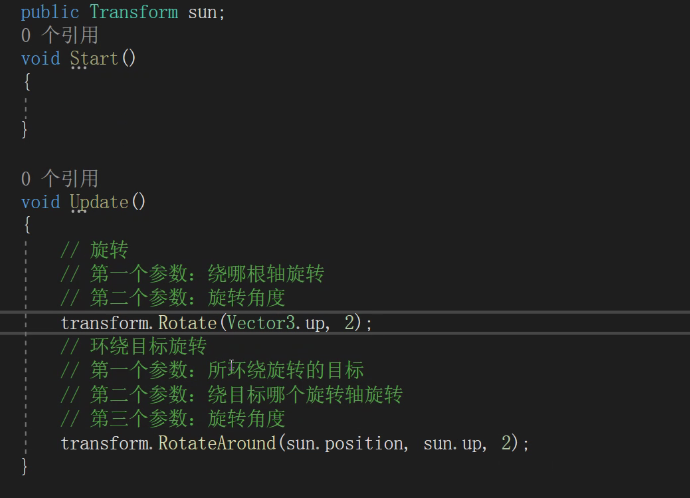 public Transform sun;
0 个引用
void Start()
{
}
0 个引用
void Update()
{
// 旋转
// 第一个参数：绕哪根轴旋转
// 第二个参数：旋转角度
transform.Rotate(Vector3.up, 2);
// 环绕目标旋转
// 第一个参数：所环绕旋转的目标
// 第二个参数：绕目标哪个旋转轴旋转
// 第三个参数：旋转角度
transform.RotateAround(sun.position, sun.up, 2);
}